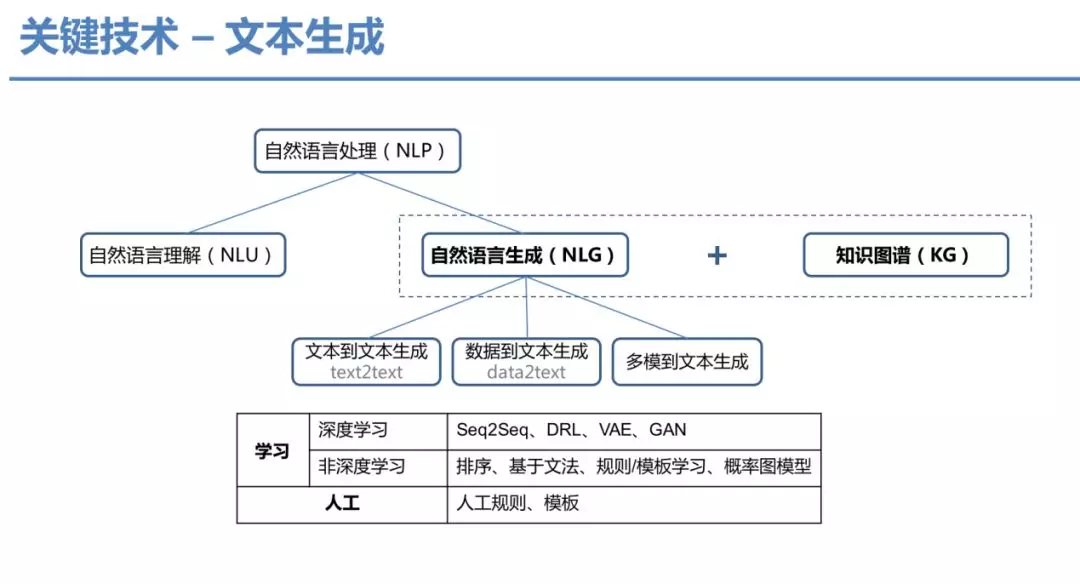 关键技术 – 文本生成
自然语言处理（NLP）
自然语言理解（NLU）
自然语言生成（NLG）
+
知识图谱（KG）
文本到文本生成
text2text
数据到文本生成
data2text
多模到文本生成
学习
深度学习
Seq2Seq、DRL、VAE、GAN
非深度学习
排序、基于文法、规则/模板学习、概率图模型
人工
人工规则、模板